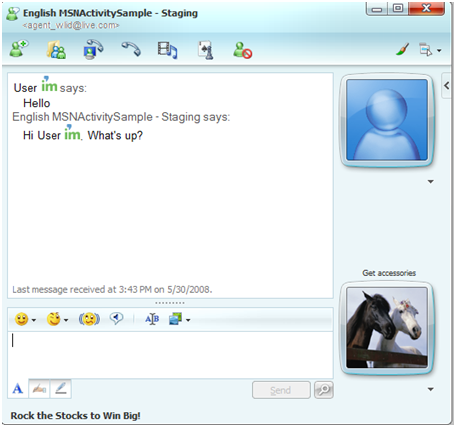 English MSNActivitySample - Staging
<agent_wild@live.com>
User im says:
Hello
English MSNActivitySample - Staging says:
Hi User im. What's up?
Last message received at 3:43 PM on 5/30/2008.
Get accessories
A
Send
Rock the Stocks to Win Big!